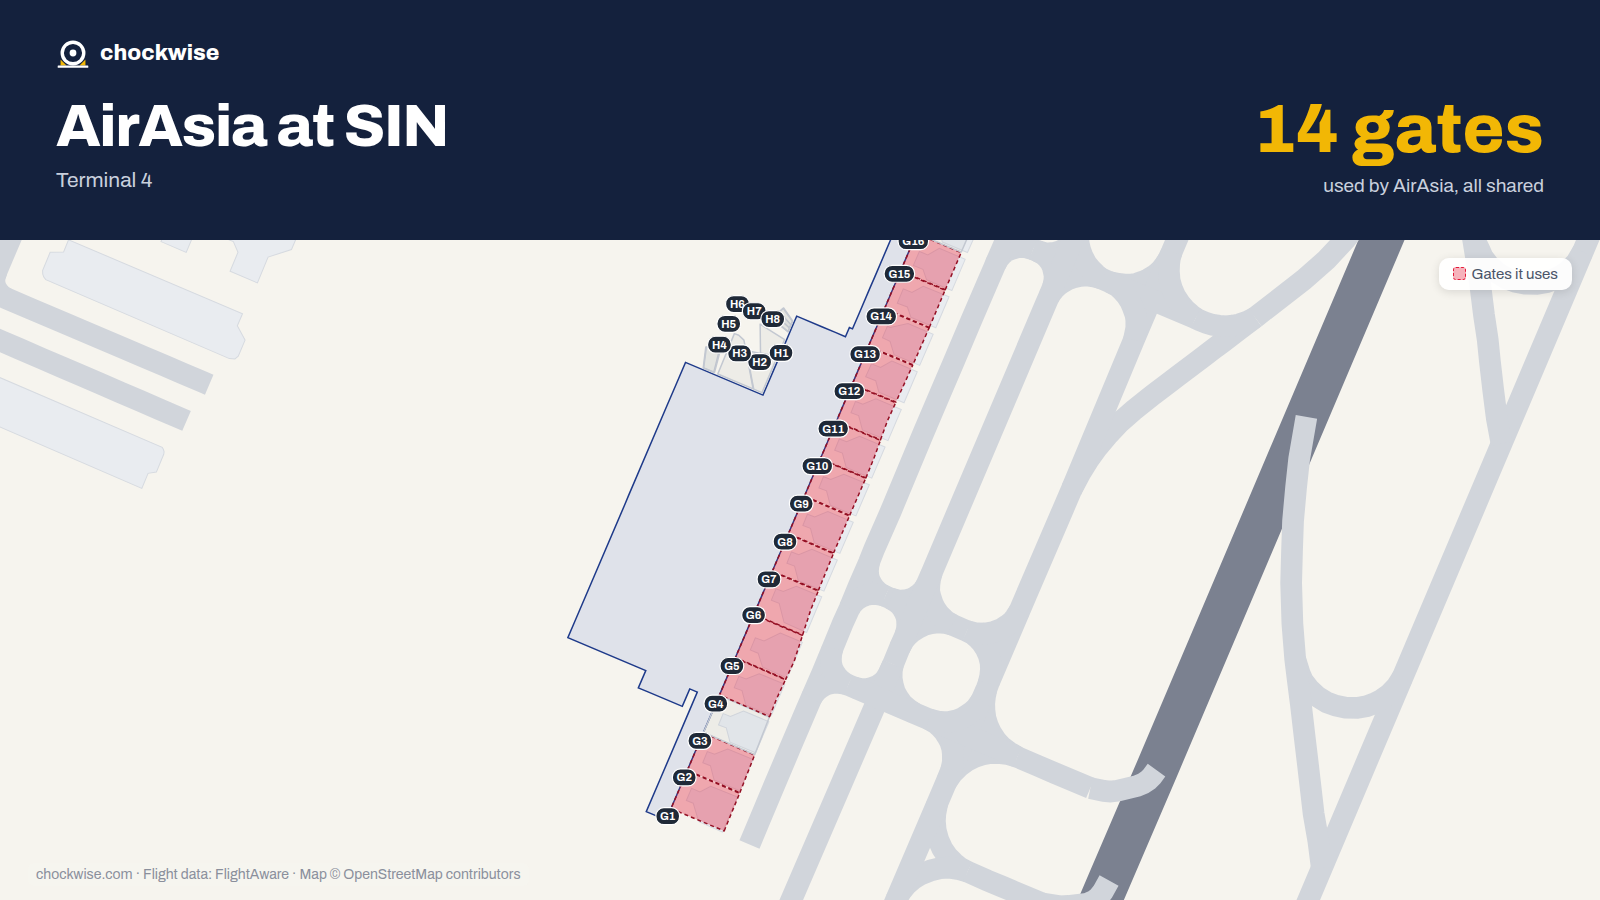 chockwise
AirAsia at SIN
Terminal 4
14 gates
used by AirAsia, all shared
Gates it uses
G16
G15
G14
G13
G12
G11
G10
G9
G8
G7
G6
G5
G4
G3
G2
G1
H6
H7
H8
H5
H4
H3
H2
H1
chockwise.com · Flight data: FlightAware · Map © OpenStreetMap contributors